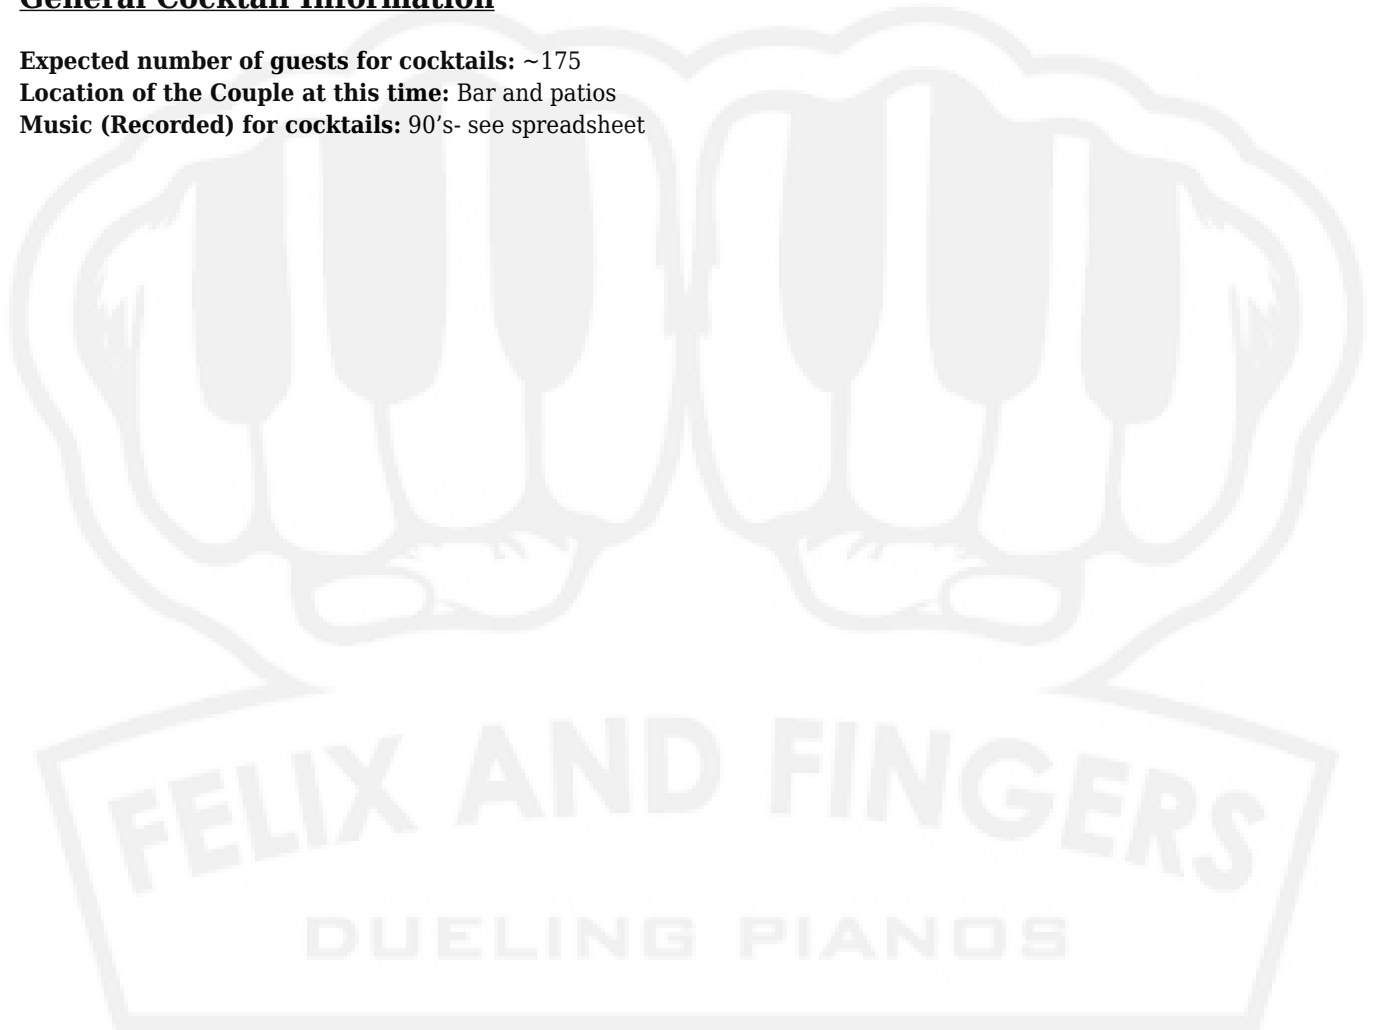 General Cocktail Information
Expected number of guests for cocktails: ~175
Location of the Couple at this time: Bar and patios
Music (Recorded) for cocktails: 90’s- see spreadsheet
FELIX AND FINGERS
DUELING PIANOS